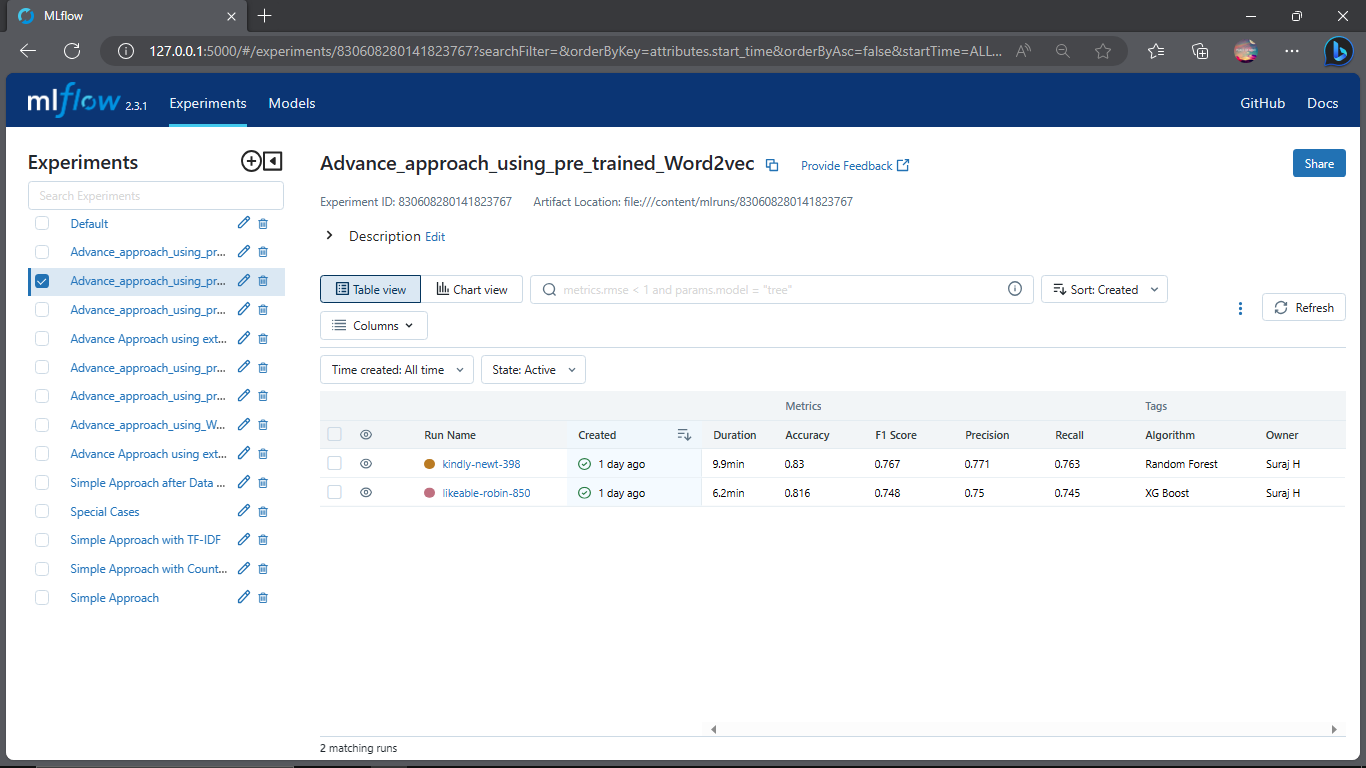 MLflow
127.0.0.1:5000/#/experiments/830608280141823767?searchFilter=&orderByKey=attributes.start_time&orderByAsc=false&startTime=ALL...
mlflow 2.3.1 Experiments Models GitHub Docs
Experiments
Search Experiments
Default
Advance_approach_using_pr...
Advance_approach_using_pr...
Advance_approach_using_pr...
Advance Approach using ext...
Advance_approach_using_pr...
Advance_approach_using_pr...
Advance_approach_using_W...
Advance Approach using ext...
Simple Approach after Data ...
Special Cases
Simple Approach with TF-IDF
Simple Approach with Count...
Simple Approach
Advance_approach_using_pre_trained_Word2vec Provide Feedback Share
Experiment ID: 830608280141823767 Artifact Location: file:///content/mlruns/830608280141823767
Description Edit
Table view Chart view metrics.rmse < 1 and params.model = "tree" Sort: Created Refresh
Columns
Time created: All time State: Active
Metrics Tags
Run Name Created Duration Accuracy F1 Score Precision Recall Algorithm Owner
kindly-newt-398 1 day ago 9.9min 0.83 0.767 0.771 0.763 Random Forest Suraj H
likeable-robin-850 1 day ago 6.2min 0.816 0.748 0.75 0.745 XG Boost Suraj H
2 matching runs